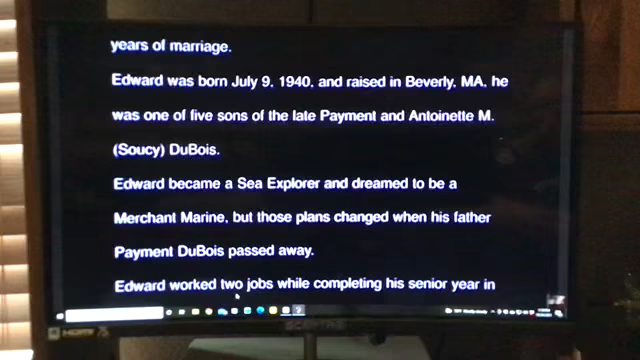 years of marriage.
Edward was born July 9, 1940, and raised in Beverly, MA, he
was one of five sons of the late Payment and Antoinette M.
(Soucy) DuBois.
Edward became a Sea Explorer and dreamed to be a
Merchant Marine, but those plans changed when his father
Payment DuBois passed away.
Edward worked two jobs while completing his senior year in
HDMI
SCEPTRE